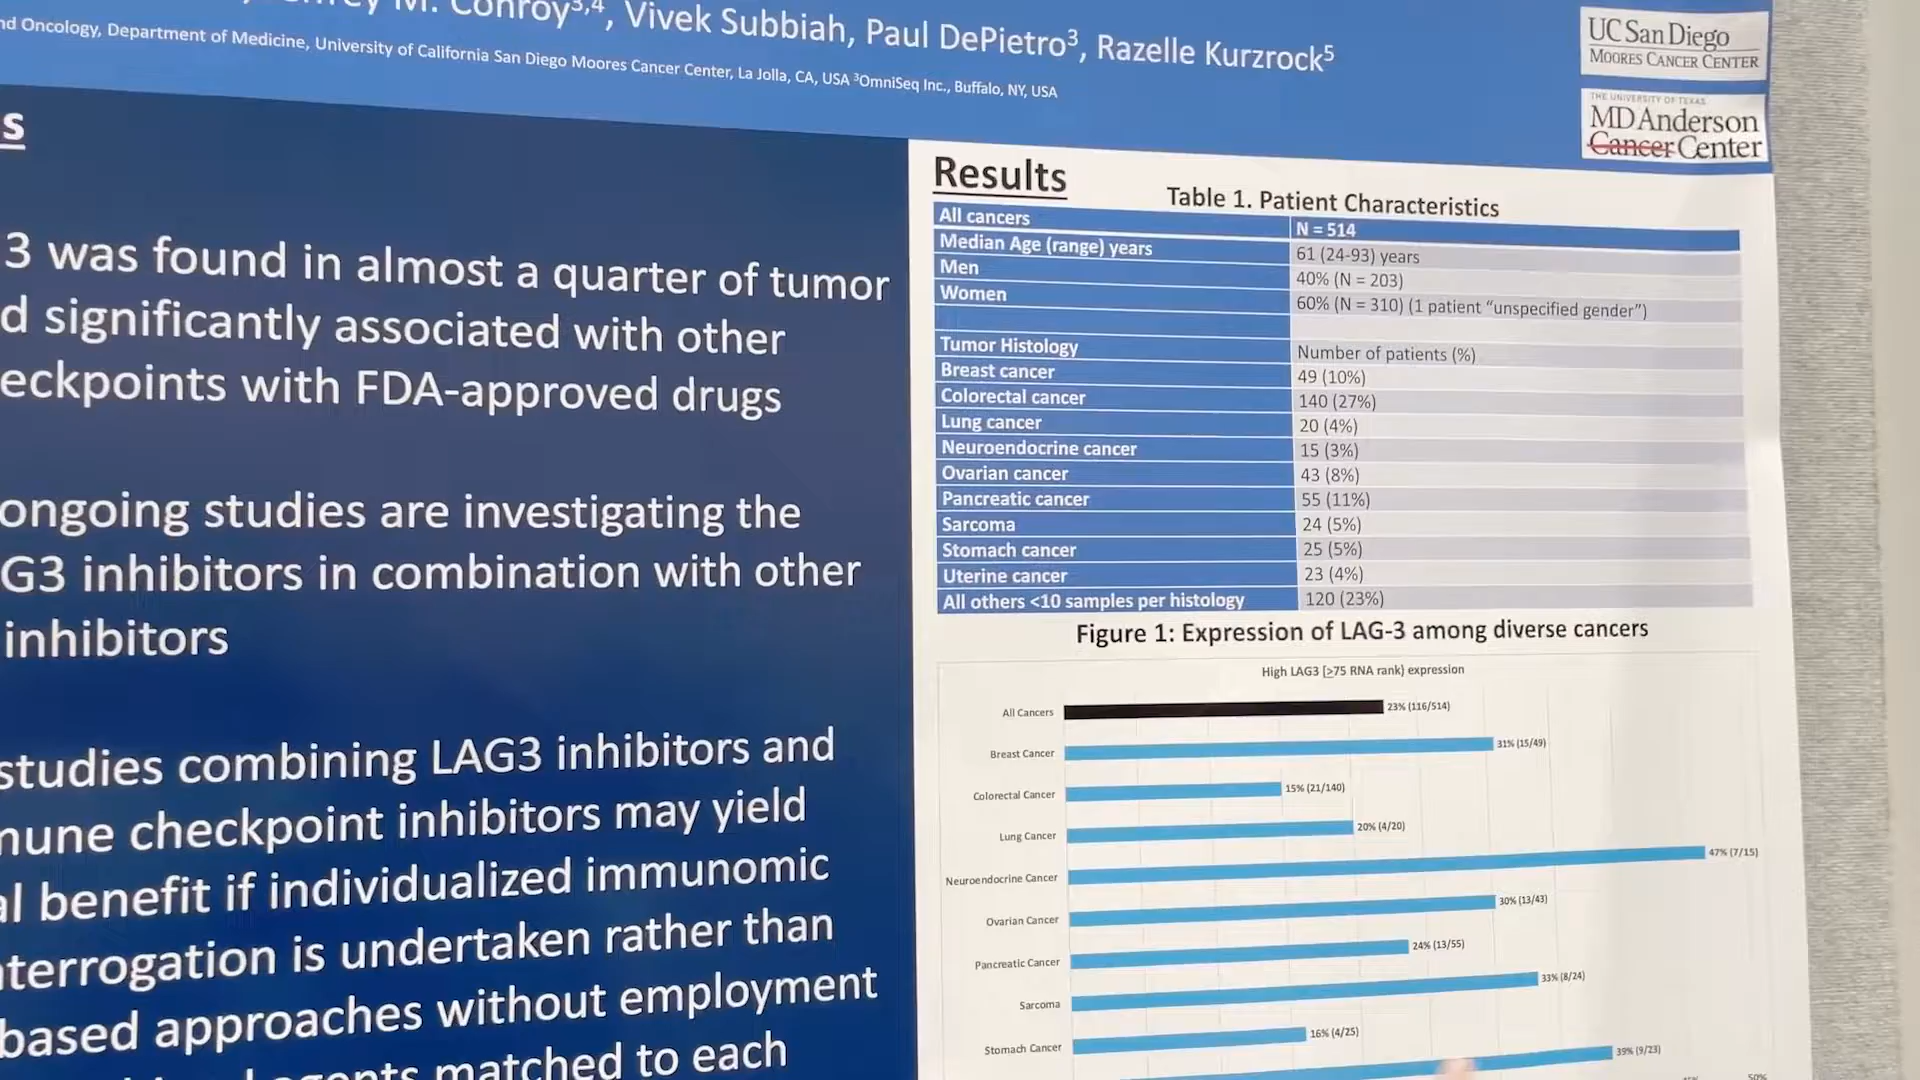 M. Conroy3,4, Vivek Subbiah, Paul DePietro3, Razelle Kurzrock5
Oncology, Department of Medicine, University of California San Diego Moores Cancer Center, La Jolla, CA, USA 3OmniSeq Inc., Buffalo, NY, USA
UC San Diego
MOORES CANCER CENTER
THE UNIVERSITY OF TEXAS
MD Anderson
Cancer Center
s
3 was found in almost a quarter of tumor
d significantly associated with other
eckpoints with FDA-approved drugs
ongoing studies are investigating the
G3 inhibitors in combination with other
inhibitors
studies combining LAG3 inhibitors and
mune checkpoint inhibitors may yield
al benefit if individualized immunomic
terrogation is undertaken rather than
based approaches without employment
agents matched to each
Results
Table 1. Patient Characteristics
All cancers N = 514
Median Age (range) years 61 (24-93) years
Men 40% (N = 203)
Women 60% (N = 310) (1 patient “unspecified gender”)
Tumor Histology Number of patients (%)
Breast cancer 49 (10%)
Colorectal cancer 140 (27%)
Lung cancer 20 (4%)
Neuroendocrine cancer 15 (3%)
Ovarian cancer 43 (8%)
Pancreatic cancer 55 (11%)
Sarcoma 24 (5%)
Stomach cancer 25 (5%)
Uterine cancer 23 (4%)
All others <10 samples per histology 120 (23%)
Figure 1: Expression of LAG-3 among diverse cancers
High LAG3 [≥75 RNA rank) expression
All Cancers 23% (116/514)
Breast Cancer 31% (15/49)
Colorectal Cancer 15% (21/140)
Lung Cancer 20% (4/20)
Neuroendocrine Cancer 47% (7/15)
Ovarian Cancer 30% (13/43)
Pancreatic Cancer 24% (13/55)
Sarcoma 33% (8/24)
Stomach Cancer 16% (4/25)
39% (9/23)
50%